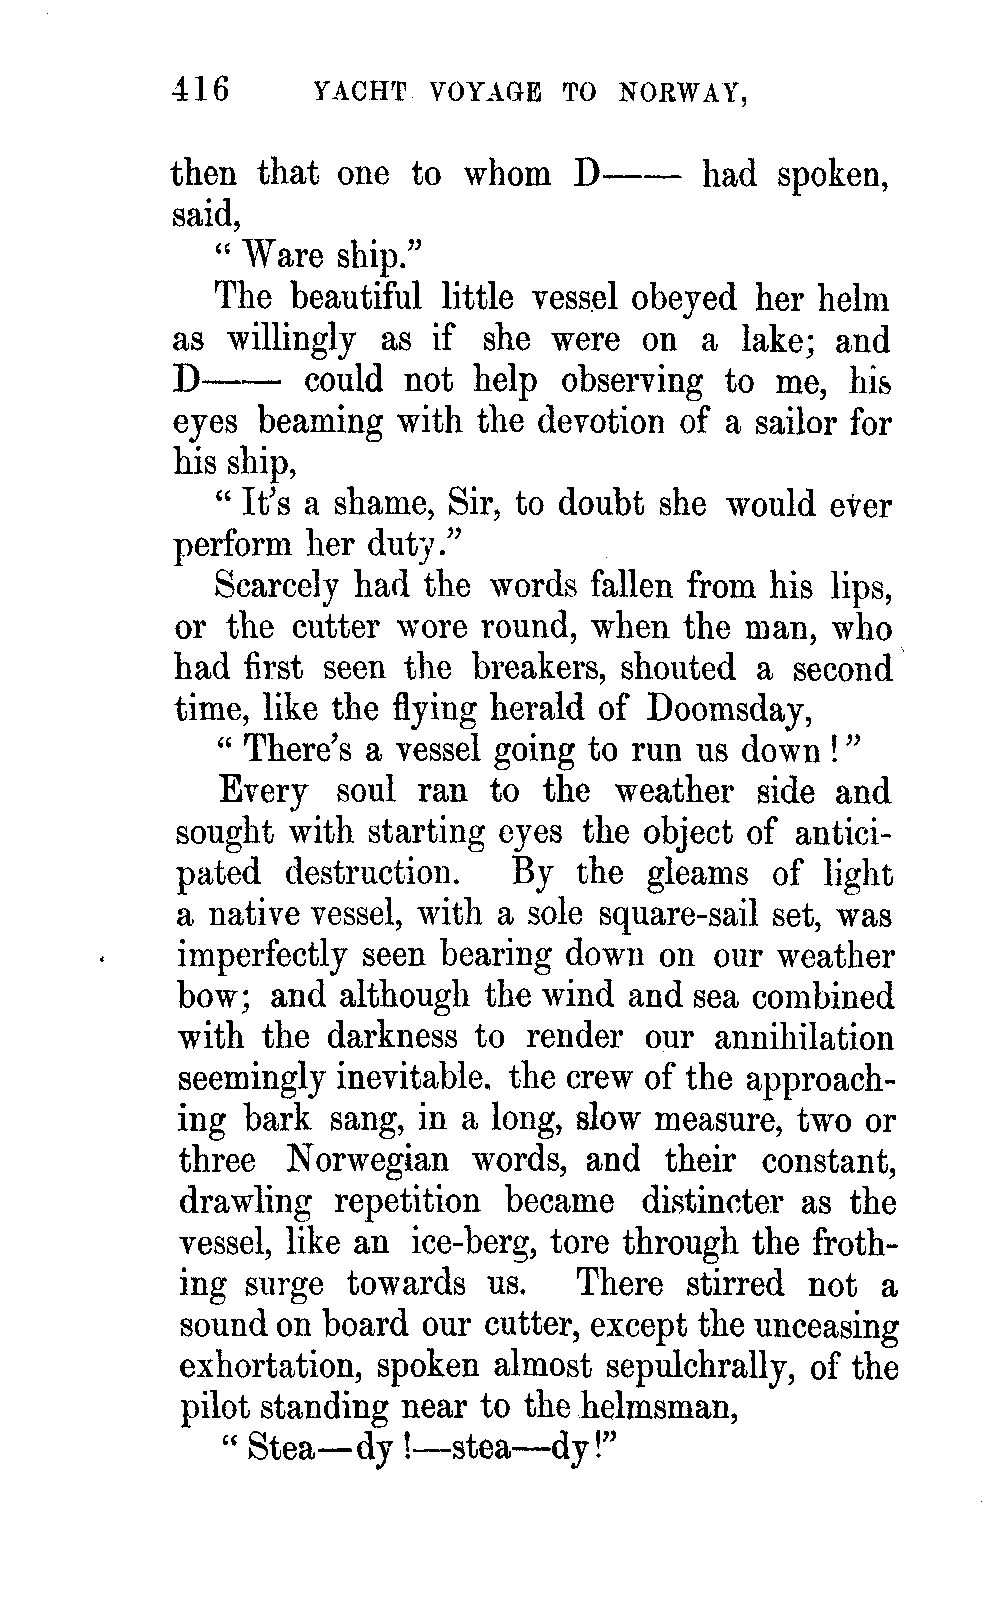 416 YACHT VOYAGE TO NORWAY,
then that one to whom D—— had spoken,
said,
“ Ware ship.”
The beautiful little vessel obeyed her helm
as willingly as if she were on a lake; and
D—— could not help observing to me, his
eyes beaming with the devotion of a sailor for
his ship,
“ It's a shame, Sir, to doubt she would ever
perform her duty.”
Scarcely had the words fallen from his lips,
or the cutter wore round, when the man, who
had first seen the breakers, shouted a second
time, like the flying herald of Doomsday,
“ There's a vessel going to run us down !”
Every soul ran to the weather side and
sought with starting eyes the object of antici-
pated destruction. By the gleams of light
a native vessel, with a sole square-sail set, was
imperfectly seen bearing down on our weather
bow; and although the wind and sea combined
with the darkness to render our annihilation
seemingly inevitable. the crew of the approach-
ing bark sang, in a long, slow measure, two or
three Norwegian words, and their constant,
drawling repetition became distincter as the
vessel, like an ice-berg, tore through the froth-
ing surge towards us. There stirred not a
sound on board our cutter, except the unceasing
exhortation, spoken almost sepulchrally, of the
pilot standing near to the helmsman,
“ Stea—dy !—stea—dy!”